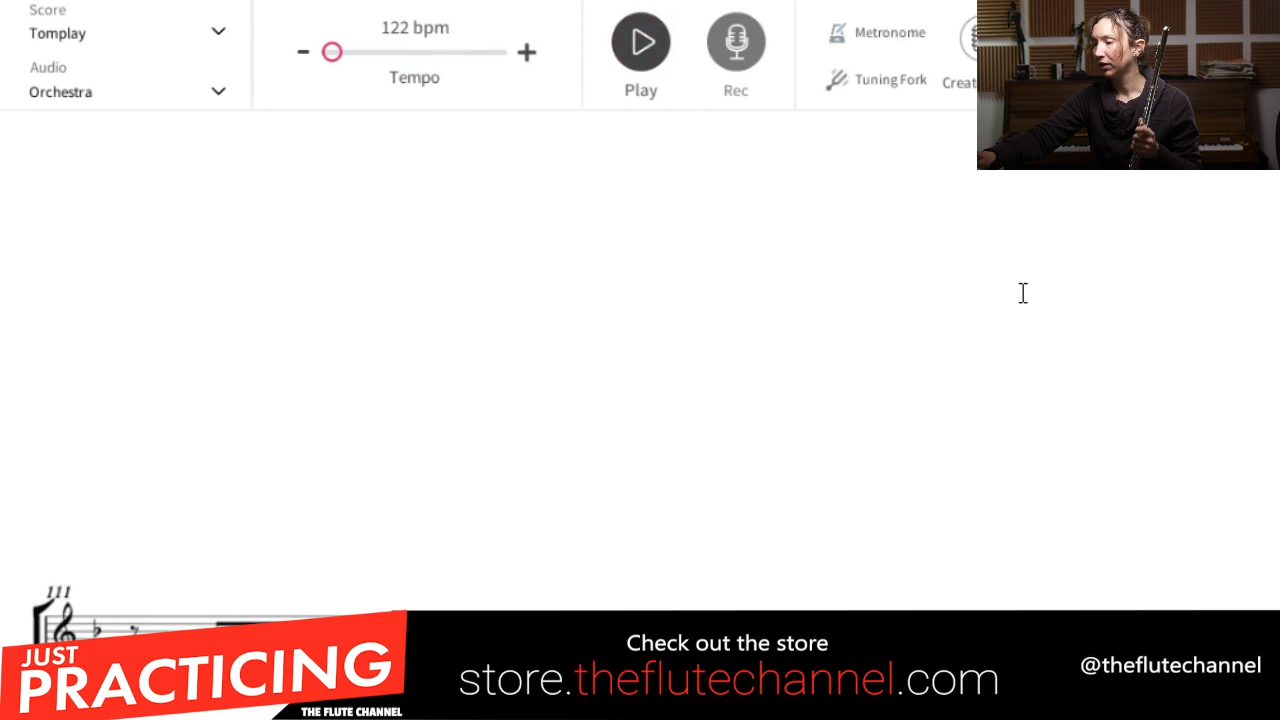 Score
Tomplay
Audio
Orchestra
122 bpm
Tempo
Play
Rec
Metronome
Tuning Fork
Creat
111
JUST
PRACTICING
THE FLUTE CHANNEL
Check out the store
store.theflutechannel.com
@theflutechannel